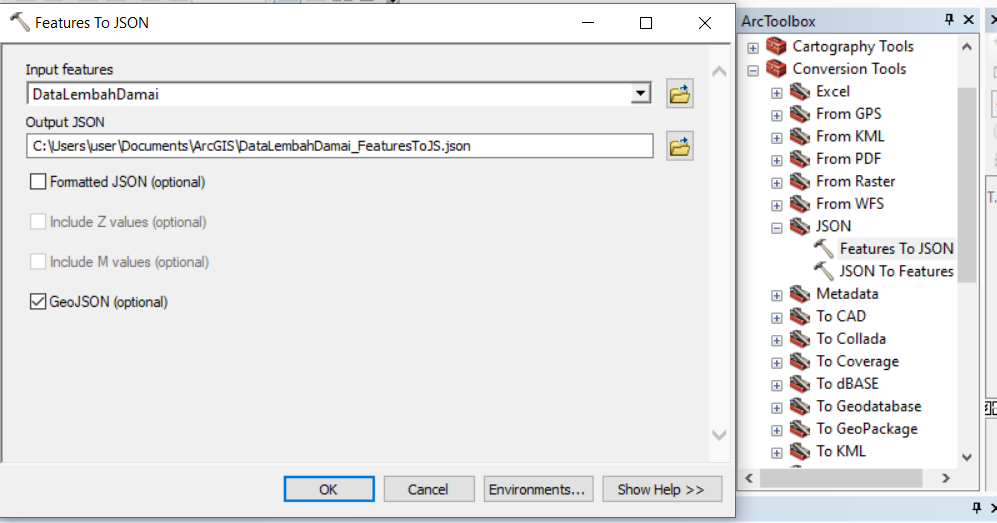 Features To JSON
Input features
DataLembahDamai
Output JSON
C:\Users\user\Documents\ArcGIS\DataLembahDamai_FeaturesToJS.json
Formatted JSON (optional)
Include Z values (optional)
Include M values (optional)
GeoJSON (optional)
OK
Cancel
Environments...
Show Help >>
ArcToolbox
Cartography Tools
Conversion Tools
Excel
From GPS
From KML
From PDF
From Raster
From WFS
JSON
Features To JSON
JSON To Features
Metadata
To CAD
To Collada
To Coverage
To dBASE
To Geodatabase
To GeoPackage
To KML
T.